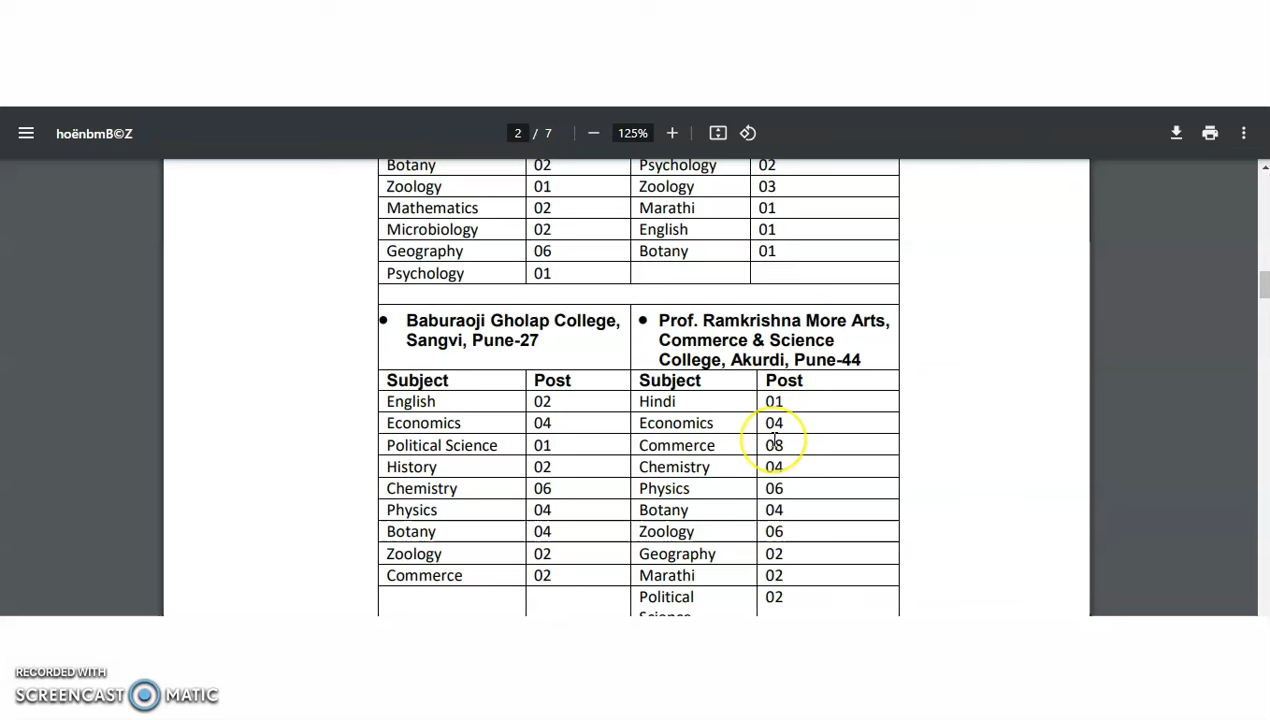 hoënbmB©Z
2 / 7
125%
Botany 02 Psychology 02
Zoology 01 Zoology 03
Mathematics 02 Marathi 01
Microbiology 02 English 01
Geography 06 Botany 01
Psychology 01
• Baburaoji Gholap College,
Sangvi, Pune-27
• Prof. Ramkrishna More Arts,
Commerce & Science
College, Akurdi, Pune-44
Subject Post Subject Post
English 02 Hindi 01
Economics 04 Economics 04
Political Science 01 Commerce 08
History 02 Chemistry 04
Chemistry 06 Physics 06
Physics 04 Botany 04
Botany 04 Zoology 06
Zoology 02 Geography 02
Commerce 02 Marathi 02
Political 02
Science
RECORDED WITH
SCREENCAST MATIC